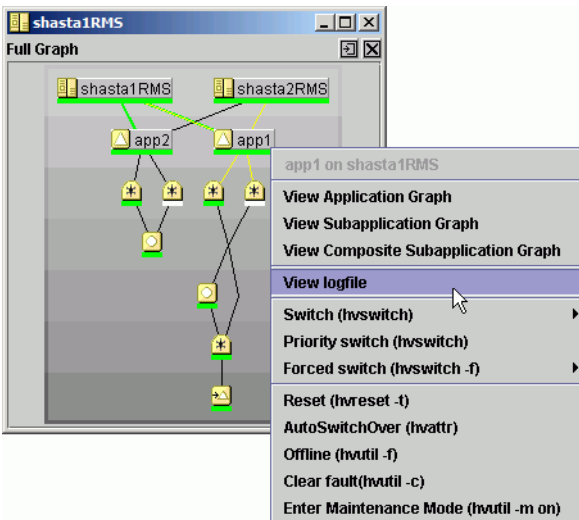 shasta1RMS
Full Graph
shasta1RMS
shasta2RMS
app2
app1
app1 on shasta1RMS
View Application Graph
View Subapplication Graph
View Composite Subapplication Graph
View logfile
Switch (hvswitch)
Priority switch (hvswitch)
Forced switch (hvswitch -f)
Reset (hvreset -t)
AutoSwitchOver (hvattr)
Offline (hvutil -f)
Clear fault(hvutil -c)
Enter Maintenance Mode (hvutil -m on)